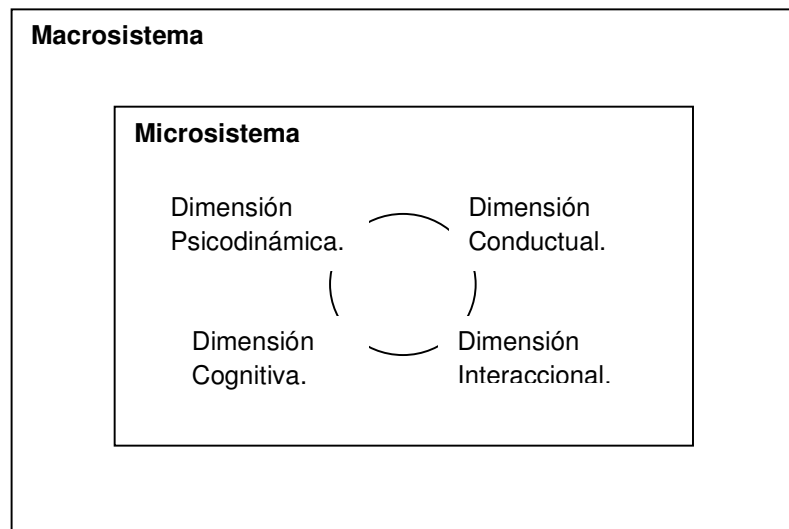 Macrosistema
Microsistema
Dimensión
Psicodinámica.
Dimensión
Conductual.
Dimensión
Cognitiva.
Dimensión
Interaccional.